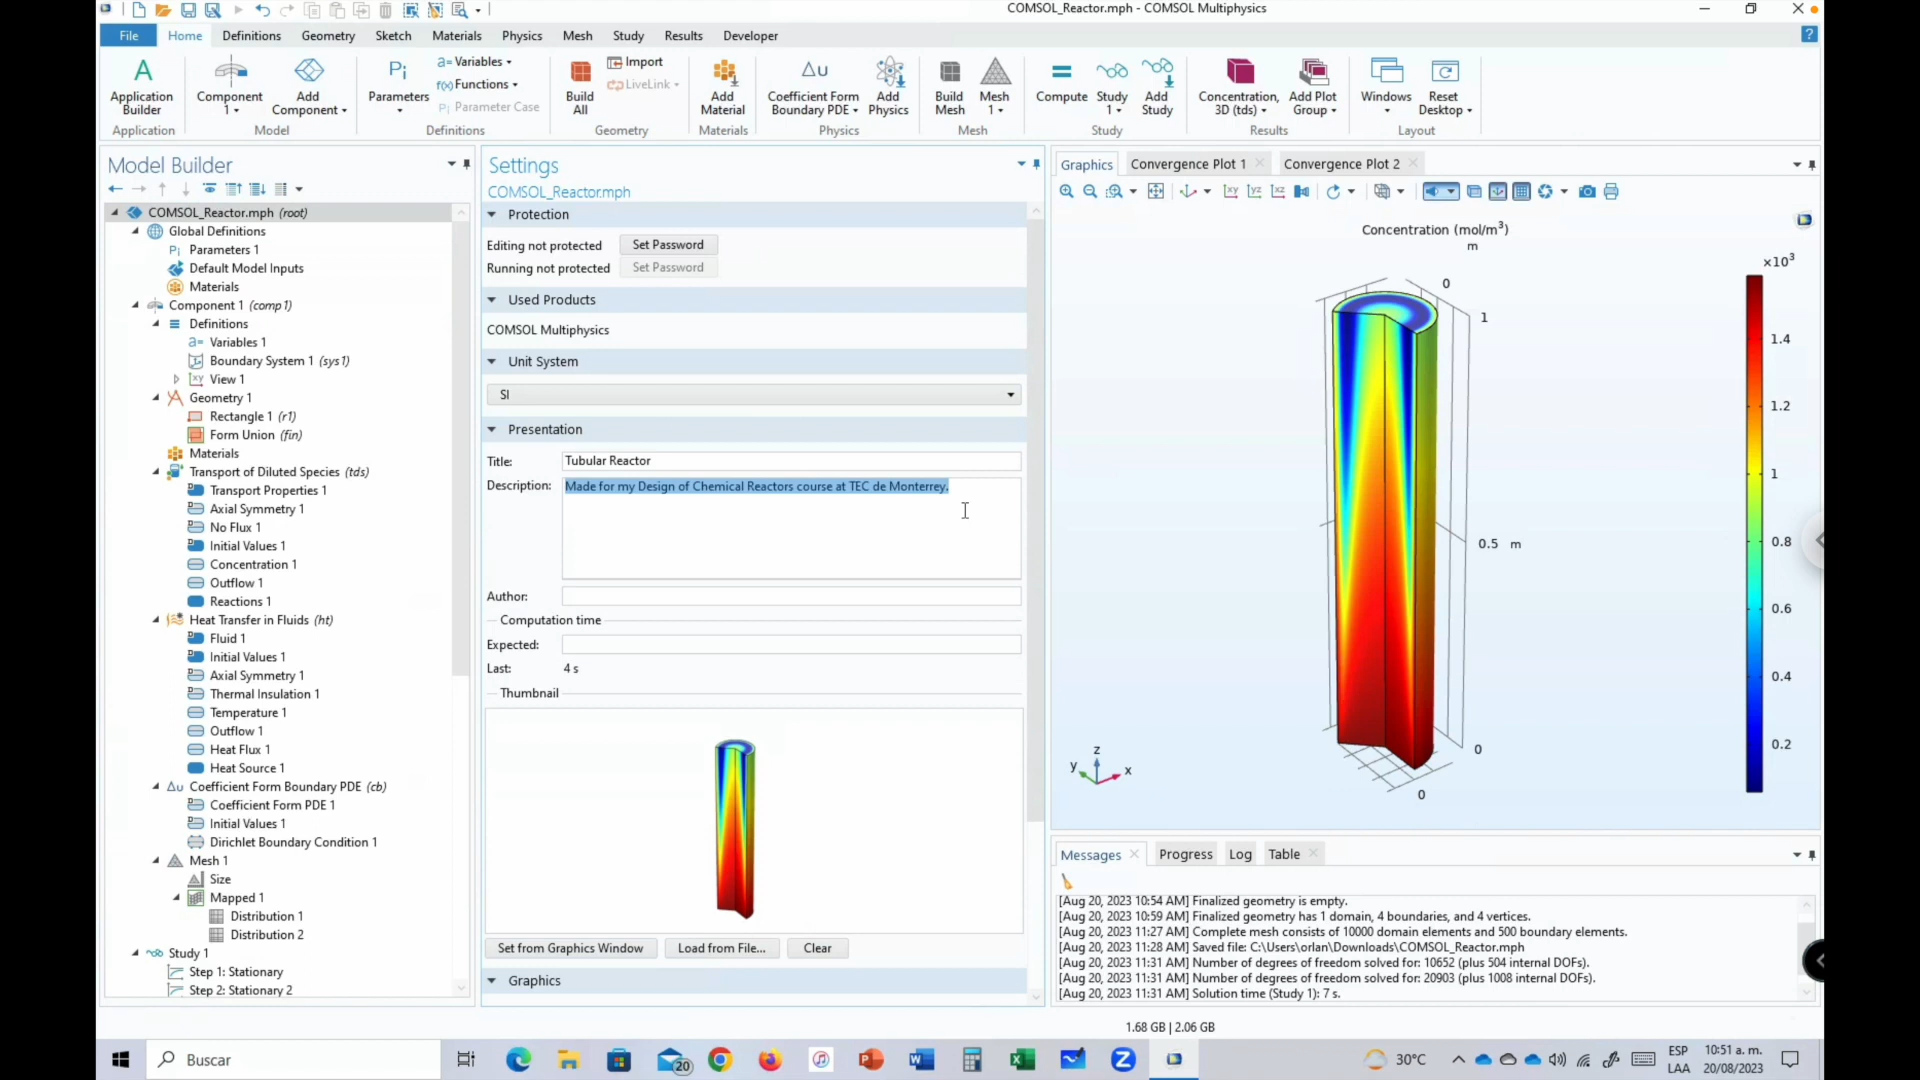 COMSOL_Reactor.mph - COMSOL Multiphysics
File Home Definitions Geometry Sketch Materials Physics Mesh Study Results Developer
Application Builder
Component 1
Add Component
Pi Parameters
a= Variables
f(x) Functions
Pi Parameter Case
Build All
Import
LiveLink
Add Material
Δu Coefficient Form Boundary PDE
Add Physics
Build Mesh
Mesh 1
Compute
Study 1
Add Study
Concentration, 3D (tds)
Add Plot Group
Windows
Reset Desktop
Application Model Definitions Geometry Materials Physics Mesh Study Results Layout
Model Builder
COMSOL_Reactor.mph (root)
Global Definitions
Pi Parameters 1
Default Model Inputs
Materials
Component 1 (comp1)
Definitions
a= Variables 1
Boundary System 1 (sys1)
View 1
Geometry 1
Rectangle 1 (r1)
Form Union (fin)
Materials
Transport of Diluted Species (tds)
Transport Properties 1
Axial Symmetry 1
No Flux 1
Initial Values 1
Concentration 1
Outflow 1
Reactions 1
Heat Transfer in Fluids (ht)
Fluid 1
Initial Values 1
Axial Symmetry 1
Thermal Insulation 1
Temperature 1
Outflow 1
Heat Flux 1
Heat Source 1
Δu Coefficient Form Boundary PDE (cb)
Coefficient Form PDE 1
Initial Values 1
Dirichlet Boundary Condition 1
Mesh 1
Size
Mapped 1
Distribution 1
Distribution 2
Study 1
Step 1: Stationary
Step 2: Stationary 2
Settings
COMSOL_Reactor.mph
Protection
Editing not protected Set Password
Running not protected Set Password
Used Products
COMSOL Multiphysics
Unit System
SI
Presentation
Title: Tubular Reactor
Description: Made for my Design of Chemical Reactors course at TEC de Monterrey.
Author:
Computation time
Expected:
Last: 4 s
Thumbnail
Set from Graphics Window Load from File... Clear
Graphics
Graphics Convergence Plot 1 Convergence Plot 2
Concentration (mol/m³)
m
×10³
0
1
1.4
1.2
1
0.5 m
0.8
0.6
0.4
0
0.2
0
z
y
x
Messages Progress Log Table
[Aug 20, 2023 10:54 AM] Finalized geometry is empty.
[Aug 20, 2023 10:59 AM] Finalized geometry has 1 domain, 4 boundaries, and 4 vertices.
[Aug 20, 2023 11:27 AM] Complete mesh consists of 10000 domain elements and 500 boundary elements.
[Aug 20, 2023 11:28 AM] Saved file: C:\Users\orlan\Downloads\COMSOL_Reactor.mph
[Aug 20, 2023 11:31 AM] Number of degrees of freedom solved for: 10652 (plus 504 internal DOFs).
[Aug 20, 2023 11:31 AM] Number of degrees of freedom solved for: 20903 (plus 1008 internal DOFs).
[Aug 20, 2023 11:31 AM] Solution time (Study 1): 7 s.
1.68 GB | 2.06 GB
Buscar
20
30°C
ESP
LAA
10:51 a. m.
20/08/2023